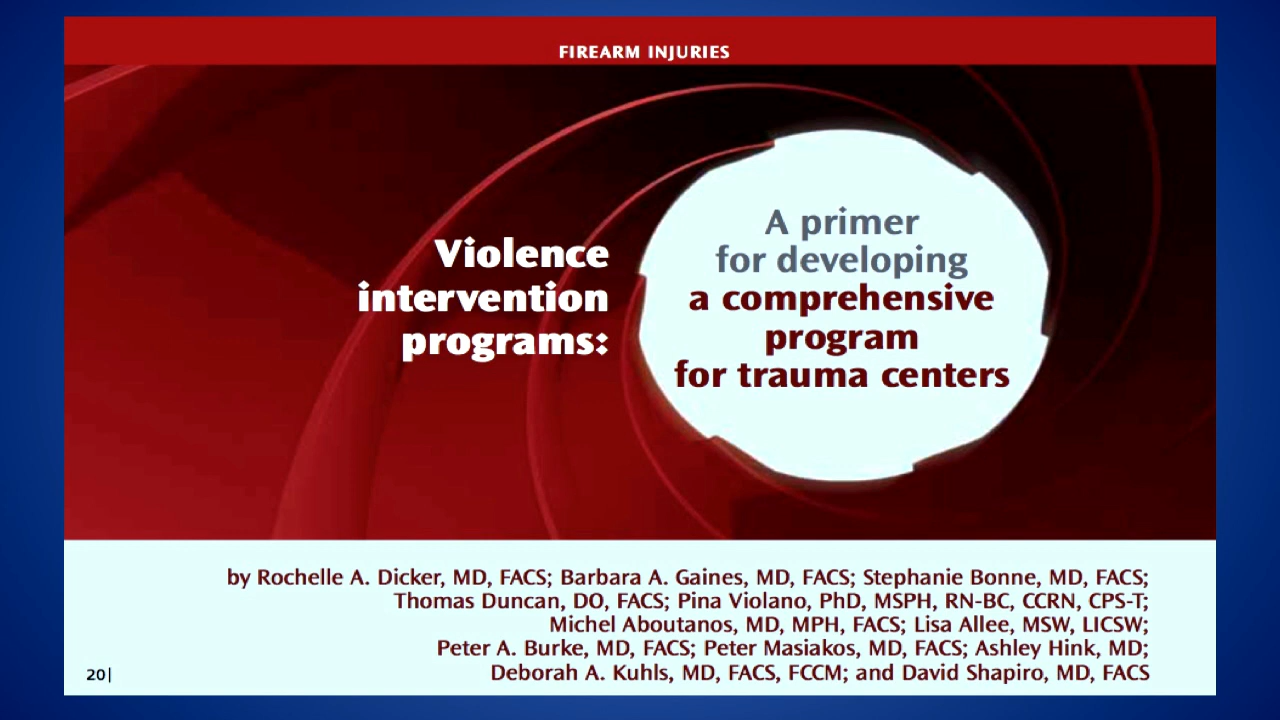 FIREARM INJURIES
Violence
intervention
programs:
A primer
for developing
a comprehensive
program
for trauma centers
by Rochelle A. Dicker, MD, FACS; Barbara A. Gaines, MD, FACS; Stephanie Bonne, MD, FACS;
Thomas Duncan, DO, FACS; Pina Violano, PhD, MSPH, RN-BC, CCRN, CPS-T;
Michel Aboutanos, MD, MPH, FACS; Lisa Allee, MSW, LICSW;
Peter A. Burke, MD, FACS; Peter Masiakos, MD, FACS; Ashley Hink, MD;
Deborah A. Kuhls, MD, FACS, FCCM; and David Shapiro, MD, FACS
20|